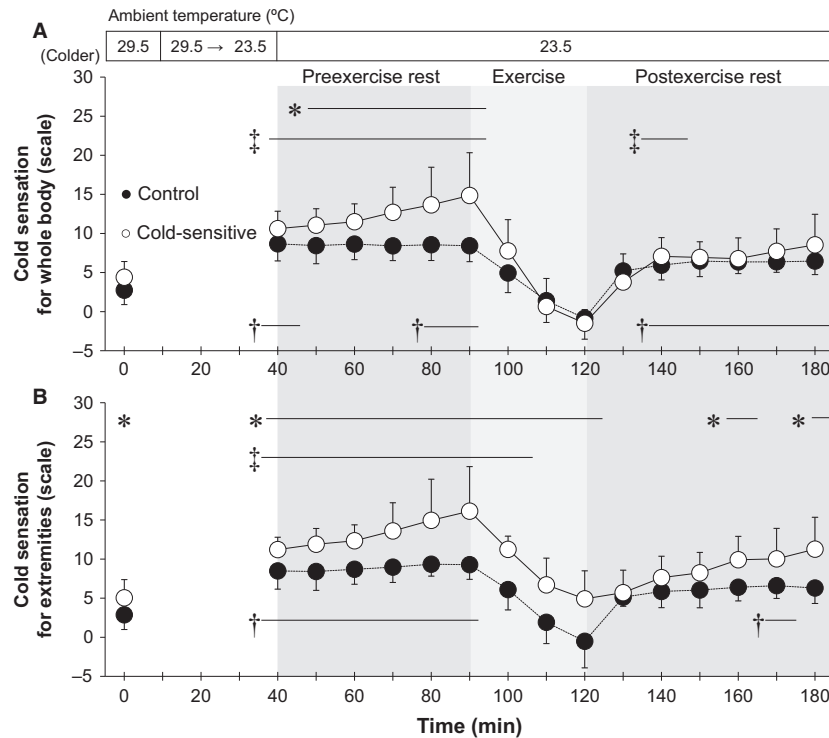 Ambient temperature (ºC)
A
(Colder)
29.5 29.5 → 23.5 23.5
Preexercise rest Exercise Postexercise rest
30
25
20
15
10
5
0
–5
Cold sensation
for whole body (scale)
*
‡
‡
Control
Cold-sensitive
† † †
0 20 40 60 80 100 120 140 160 180
B
30
25
20
15
10
5
0
–5
Cold sensation
for extremities (scale)
* * * *
‡
† †
0 20 40 60 80 100 120 140 160 180
Time (min)